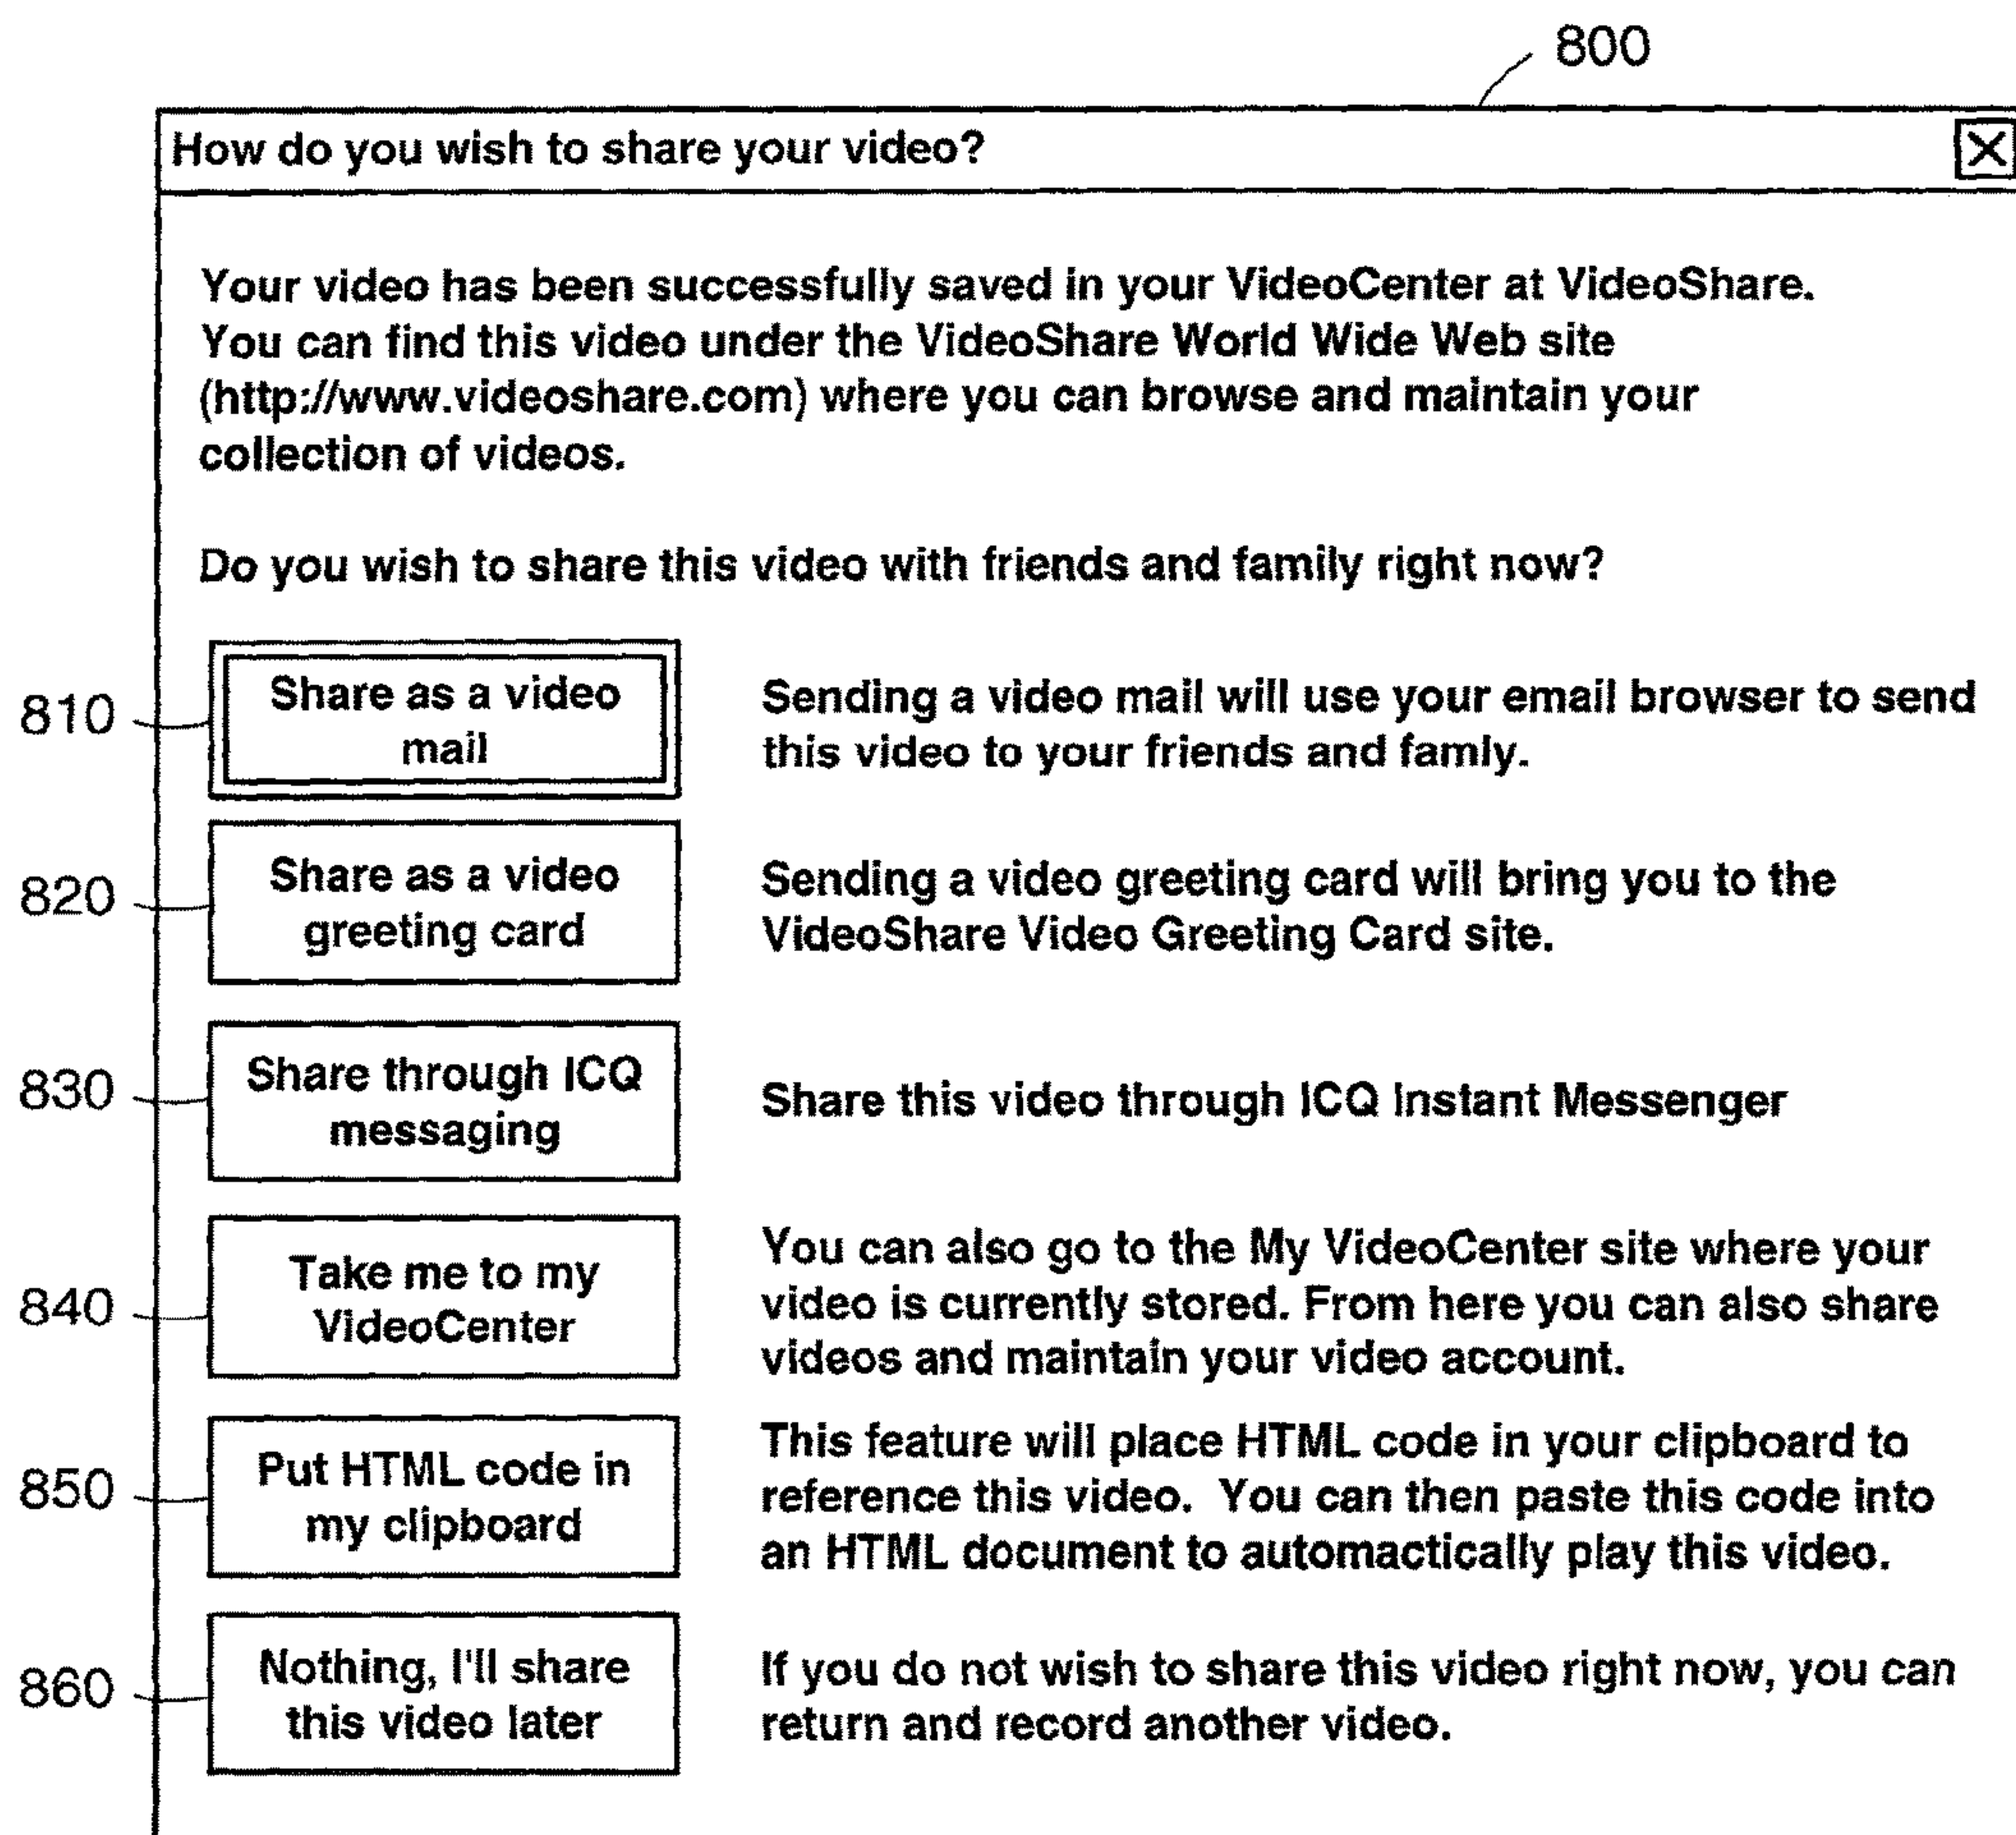 800
How do you wish to share your video?
Your video has been successfully saved in your VideoCenter at VideoShare.
You can find this video under the VideoShare World Wide Web site
(http://www.videoshare.com) where you can browse and maintain your
collection of videos.
Do you wish to share this video with friends and family right now?
810
Share as a video
mail
Sending a video mail will use your email browser to send
this video to your friends and famly.
820
Share as a video
greeting card
Sending a video greeting card will bring you to the
VideoShare Video Greeting Card site.
830
Share through ICQ
messaging
Share this video through ICQ Instant Messenger
840
Take me to my
VideoCenter
You can also go to the My VideoCenter site where your
video is currently stored. From here you can also share
videos and maintain your video account.
850
Put HTML code in
my clipboard
This feature will place HTML code in your clipboard to
reference this video. You can then paste this code into
an HTML document to automactically play this video.
860
Nothing, I'll share
this video later
If you do not wish to share this video right now, you can
return and record another video.